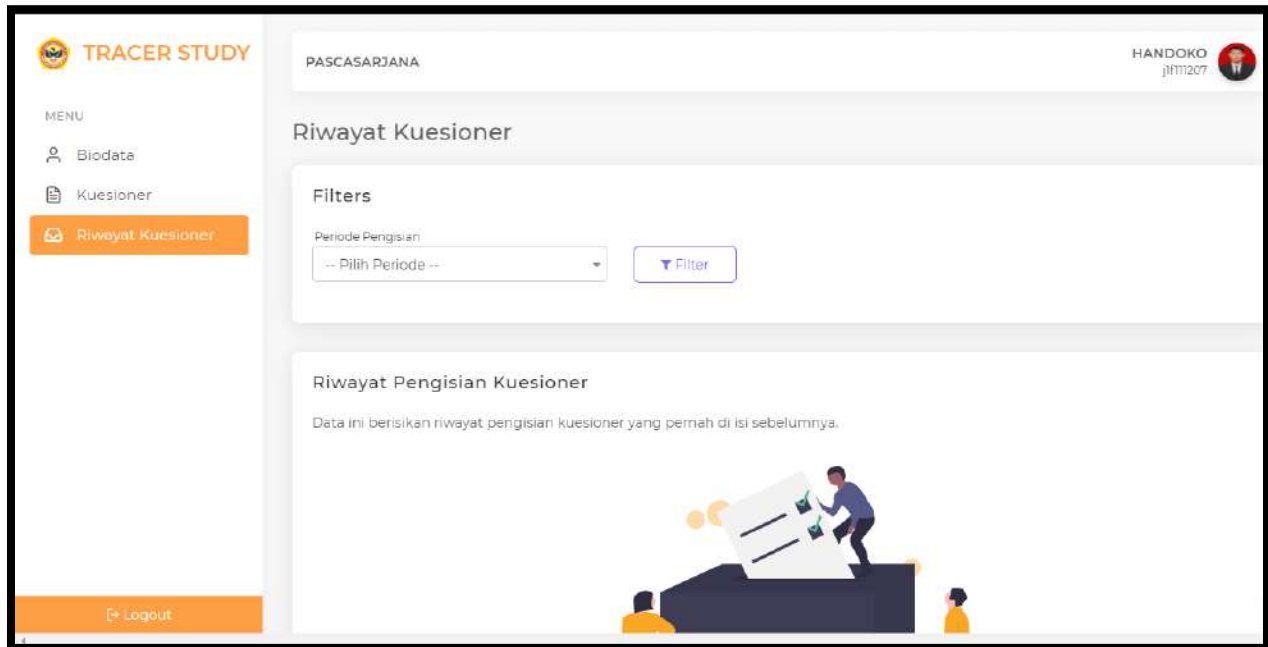 TRACER STUDY
PASCASARJANA
HANDOKO
j1f111207
MENU
Biodata
Kuesioner
Riwayat Kuesioner
Riwayat Kuesioner
Filters
Periode Pengisian
-- Pilih Periode --
Filter
Riwayat Pengisian Kuesioner
Data ini berisikan riwayat pengisian kuesioner yang pernah di isi sebelumnya.
Logout